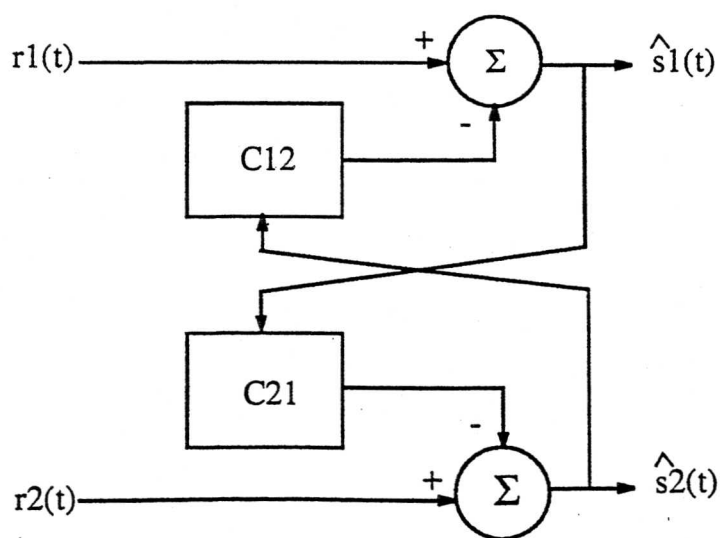 r1(t)
+
Σ
ŝ1(t)
-
C12
C21
-
r2(t)
+
Σ
ŝ2(t)